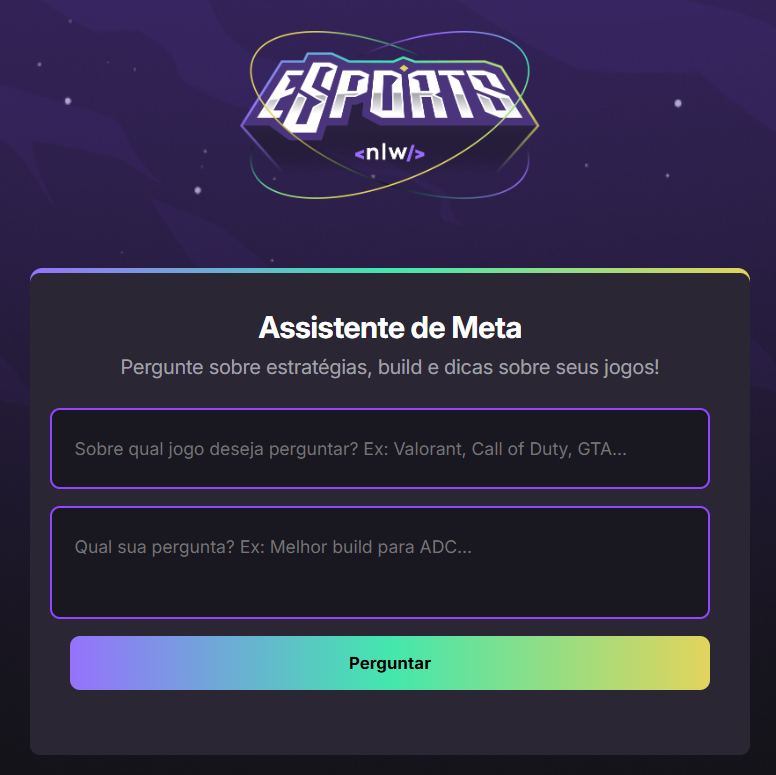 ESPORTS
<nlw/>
Assistente de Meta
Pergunte sobre estratégias, build e dicas sobre seus jogos!
Sobre qual jogo deseja perguntar? Ex: Valorant, Call of Duty, GTA...
Qual sua pergunta? Ex: Melhor build para ADC...
Perguntar